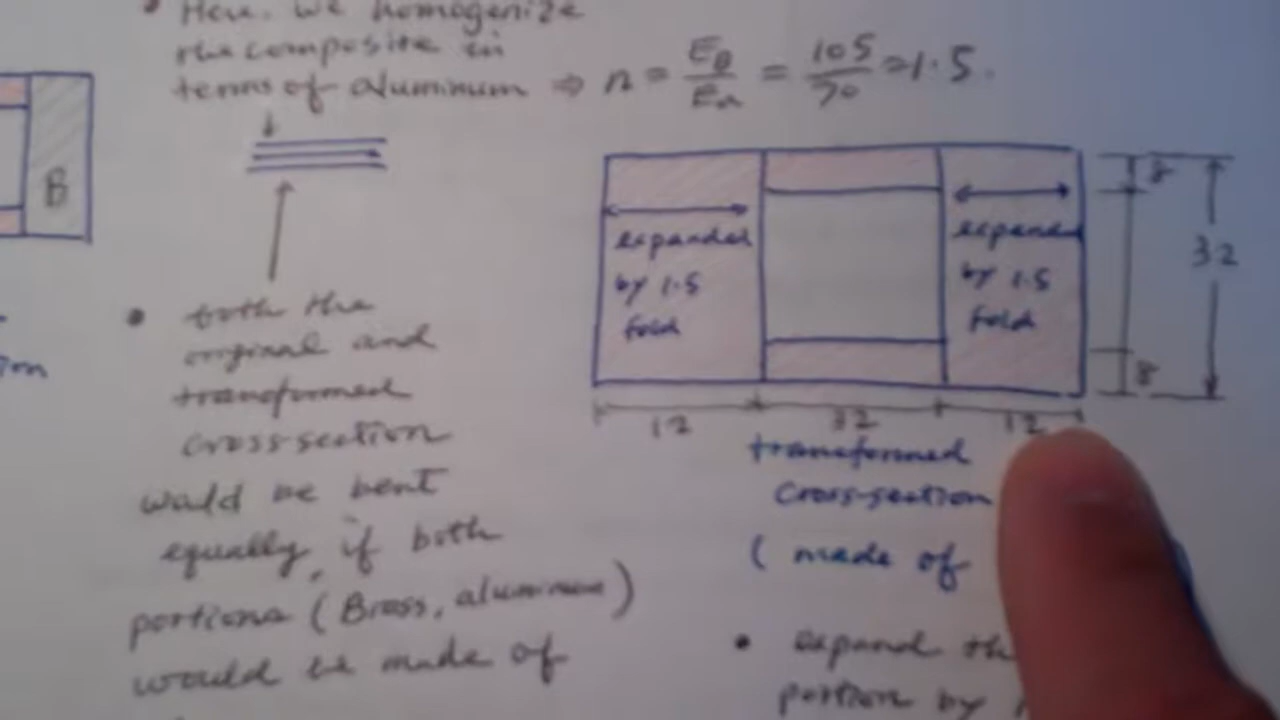 Here, we homogenize
the composite in
terms of aluminum ⇒ n = E_B/E_A = 105/70 = 1.5.
B
both the
original and
transformed
cross-section
would be bent
equally, if both
portions (Brass, aluminum)
would be made of
expanded
by 1.5
fold
expand
by 1.5
fold
8
32
8
12 32 12
transformed
cross-section
( made of
expand th
portion by